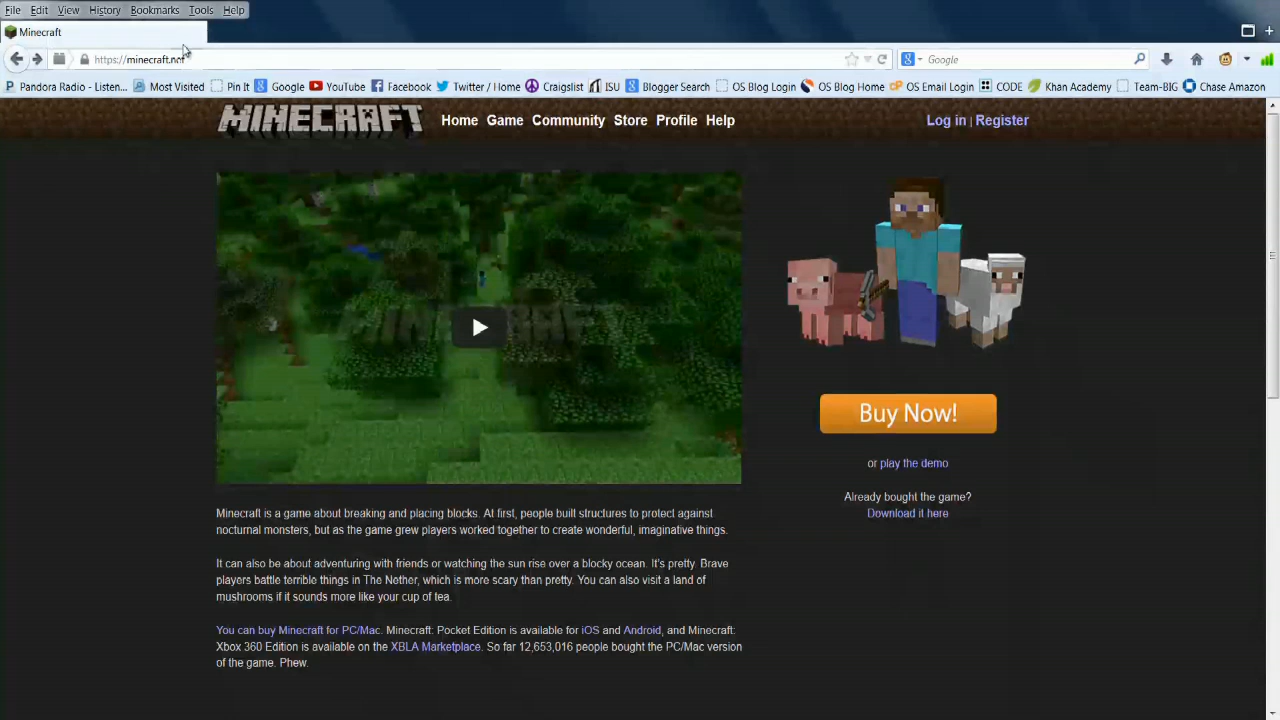 File Edit View History Bookmarks Tools Help
Minecraft
https://minecraft.net
Google
Pandora Radio - Listen... Most Visited Pin It Google YouTube Facebook Twitter / Home Craigslist ISU Blogger Search OS Blog Login OS Blog Home OS Email Login CODE Khan Academy Team-BIG Chase Amazon
MINECRAFT Home Game Community Store Profile Help Log in | Register
MINECRAFT
Buy Now!
or play the demo
Already bought the game?
Download it here
Minecraft is a game about breaking and placing blocks. At first, people built structures to protect against
nocturnal monsters, but as the game grew players worked together to create wonderful, imaginative things.
It can also be about adventuring with friends or watching the sun rise over a blocky ocean. It's pretty. Brave
players battle terrible things in The Nether, which is more scary than pretty. You can also visit a land of
mushrooms if it sounds more like your cup of tea.
You can buy Minecraft for PC/Mac. Minecraft: Pocket Edition is available for iOS and Android, and Minecraft:
Xbox 360 Edition is available on the XBLA Marketplace. So far 12,653,016 people bought the PC/Mac version
of the game. Phew.